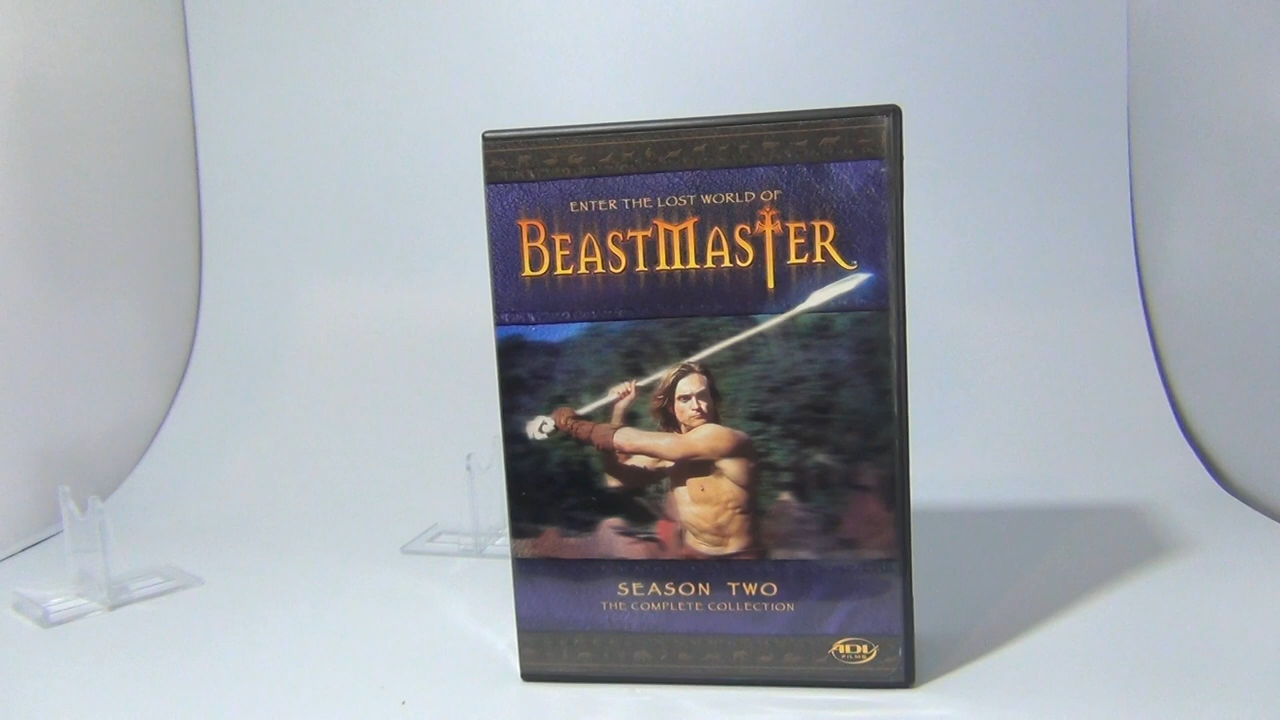 ENTER THE LOST WORLD OF
BEASTMASTER
SEASON TWO
THE COMPLETE COLLECTION
ADV
FILMS